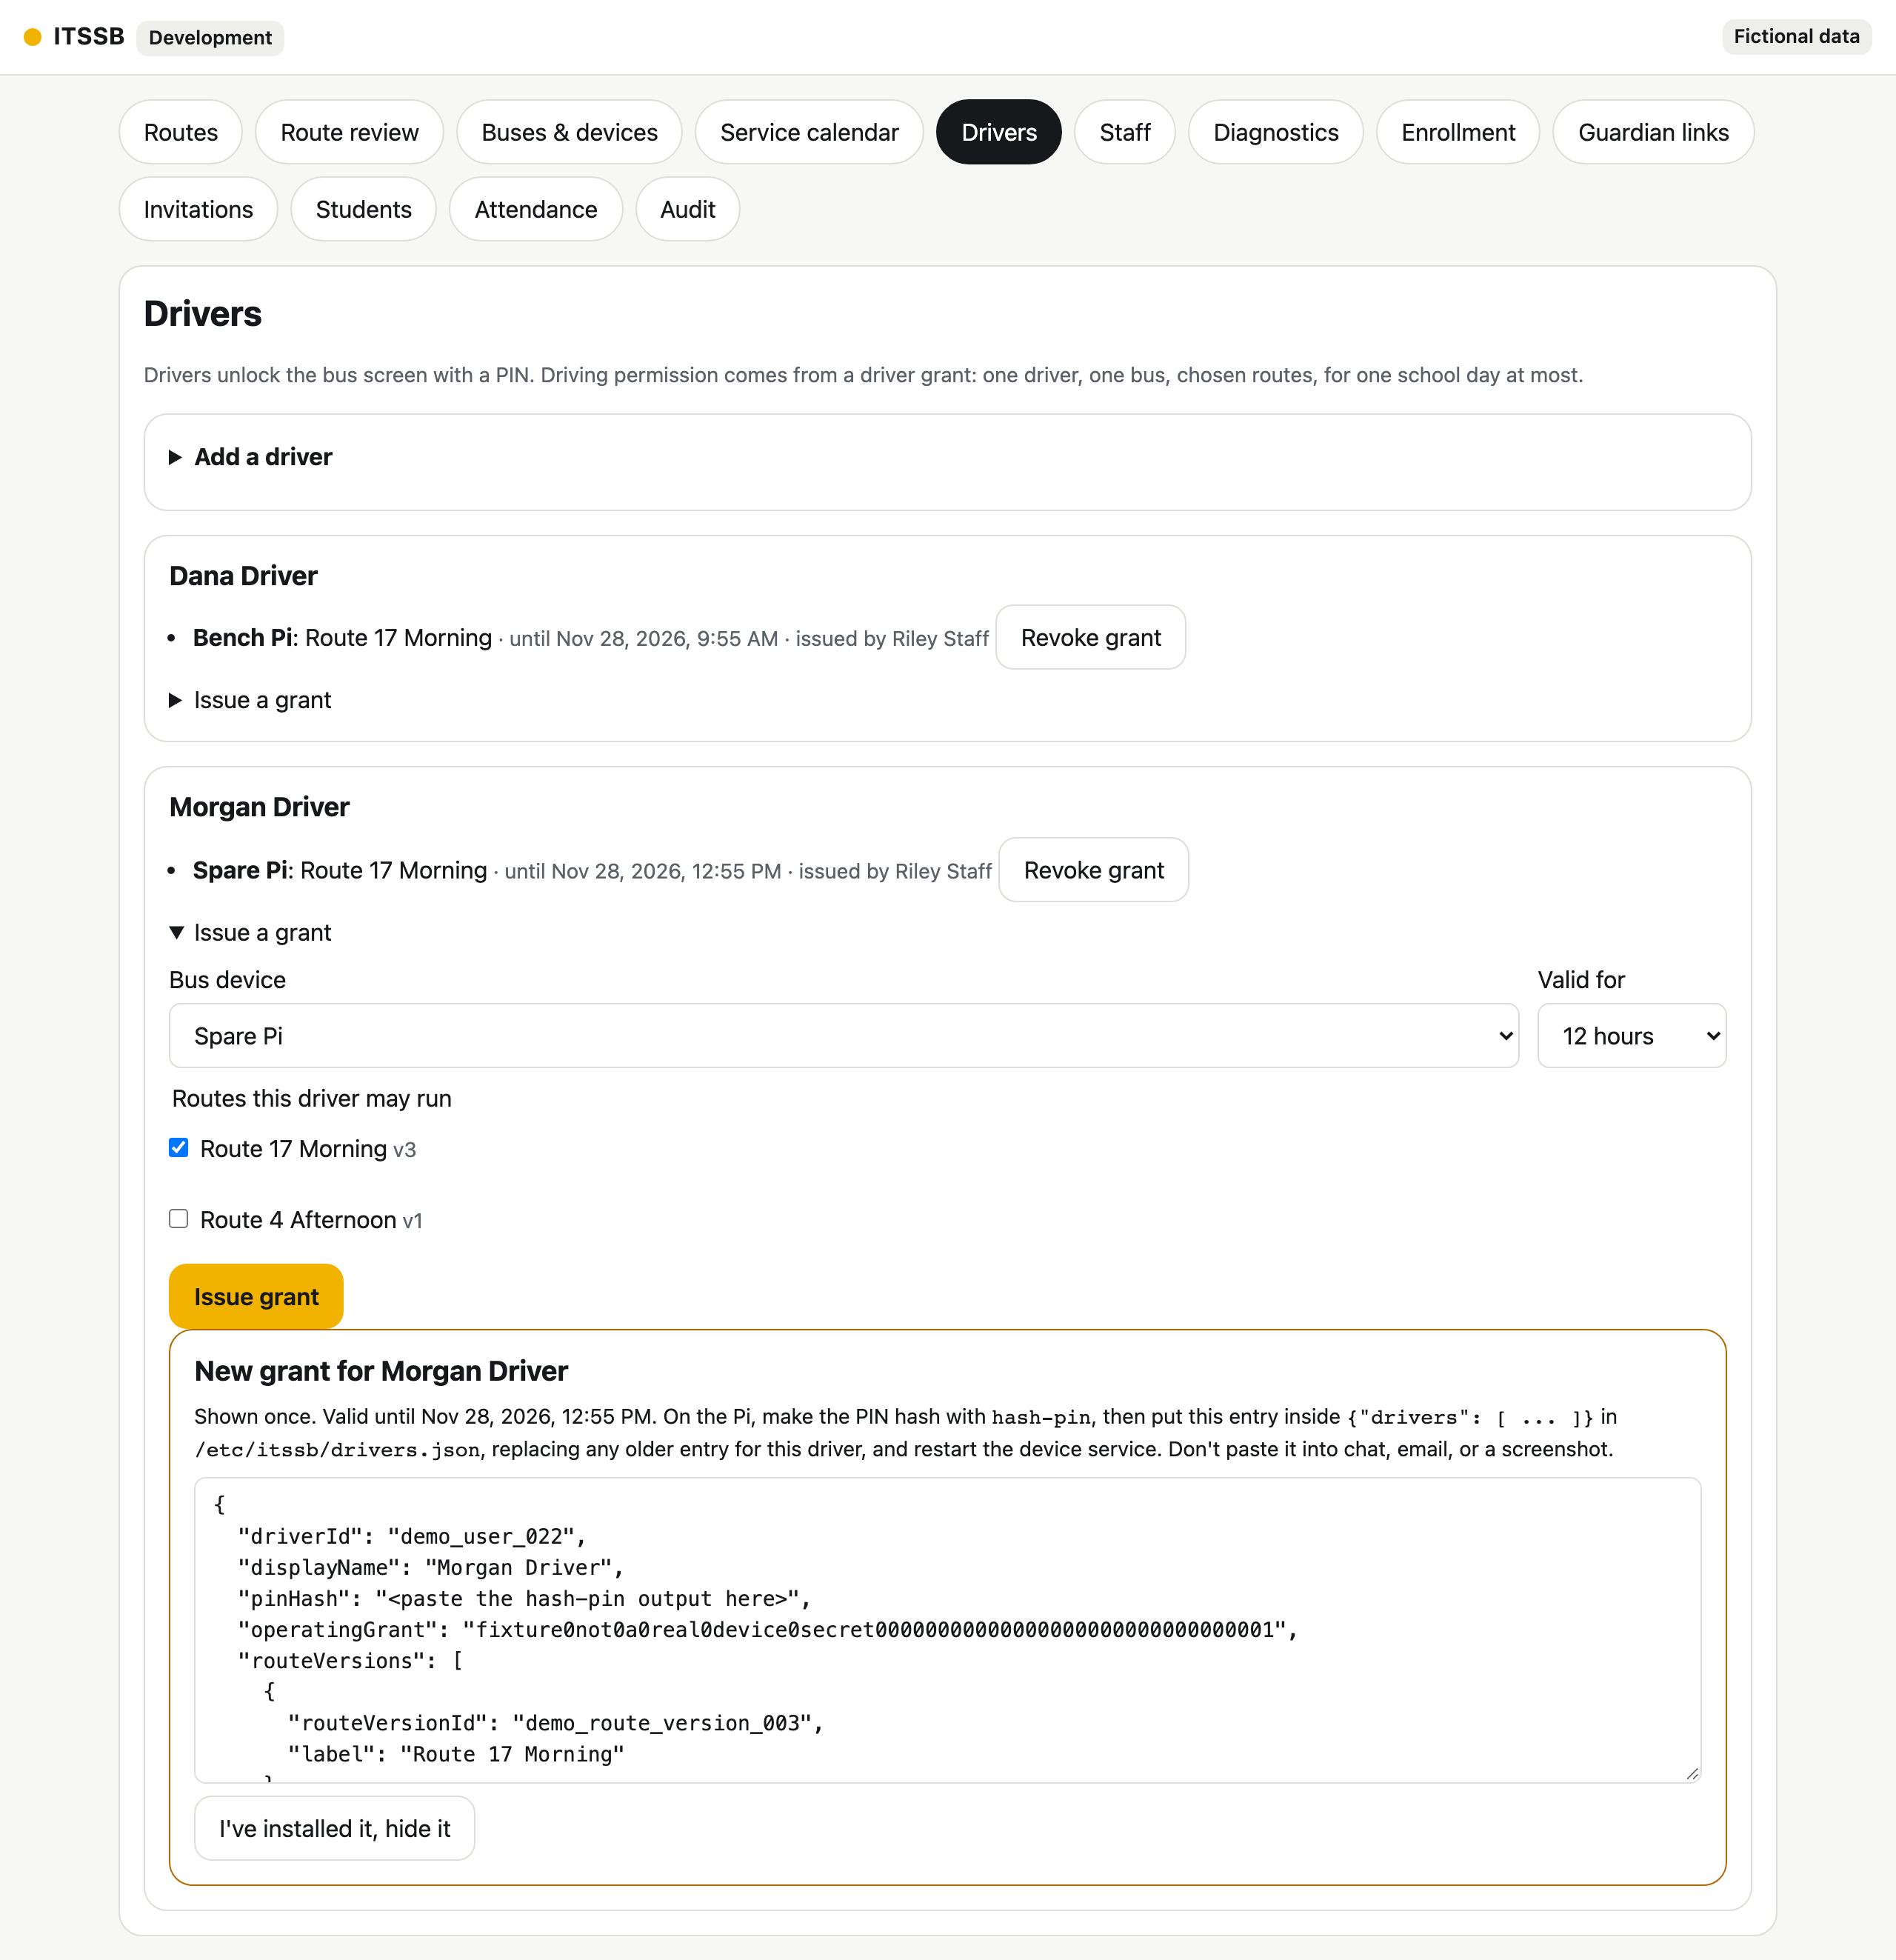 ITSSB Development Fictional data
Routes Route review Buses & devices Service calendar Drivers Staff Diagnostics Enrollment Guardian links
Invitations Students Attendance Audit
Drivers
Drivers unlock the bus screen with a PIN. Driving permission comes from a driver grant: one driver, one bus, chosen routes, for one school day at most.
▶ Add a driver
Dana Driver
• Bench Pi: Route 17 Morning · until Nov 28, 2026, 9:55 AM · issued by Riley Staff Revoke grant
▶ Issue a grant
Morgan Driver
• Spare Pi: Route 17 Morning · until Nov 28, 2026, 12:55 PM · issued by Riley Staff Revoke grant
▼ Issue a grant
Bus device Valid for
Spare Pi 12 hours
Routes this driver may run
Route 17 Morning v3
Route 4 Afternoon v1
Issue grant
New grant for Morgan Driver
Shown once. Valid until Nov 28, 2026, 12:55 PM. On the Pi, make the PIN hash with hash-pin, then put this entry inside {"drivers": [ ... ]} in
/etc/itssb/drivers.json, replacing any older entry for this driver, and restart the device service. Don't paste it into chat, email, or a screenshot.
{
"driverId": "demo_user_022",
"displayName": "Morgan Driver",
"pinHash": "<paste the hash-pin output here>",
"operatingGrant": "fixture0not0a0real0device0secret00000000000000000000000000000001",
"routeVersions": [
{
"routeVersionId": "demo_route_version_003",
"label": "Route 17 Morning"
}
I've installed it, hide it